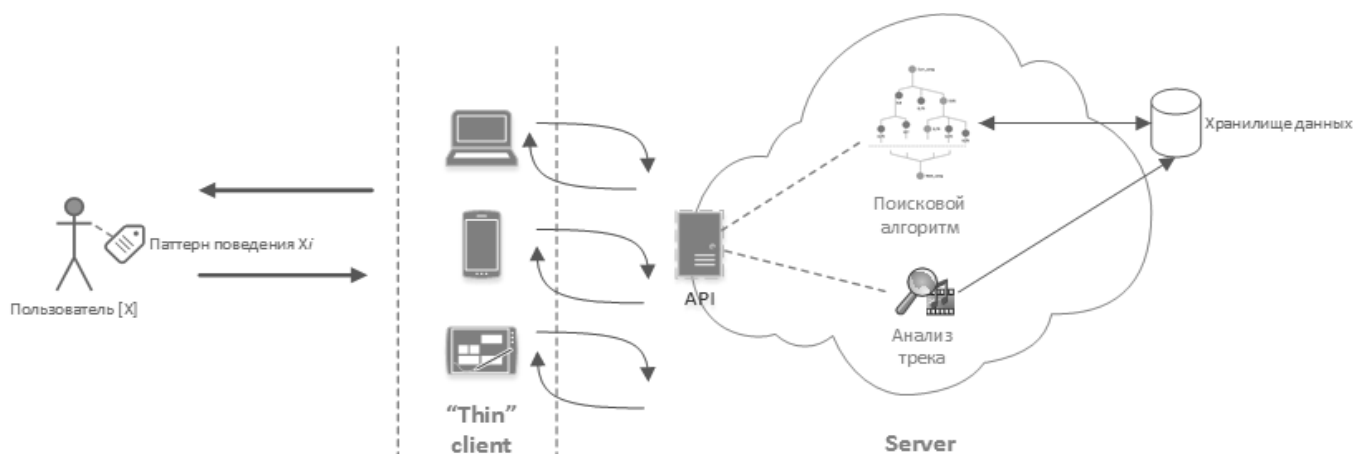 Хранилище данных
Поисковой
алгоритм
Паттерн поведения Xi
Пользователь [X]
API
Анализ
трека
“Thin”
client
Server